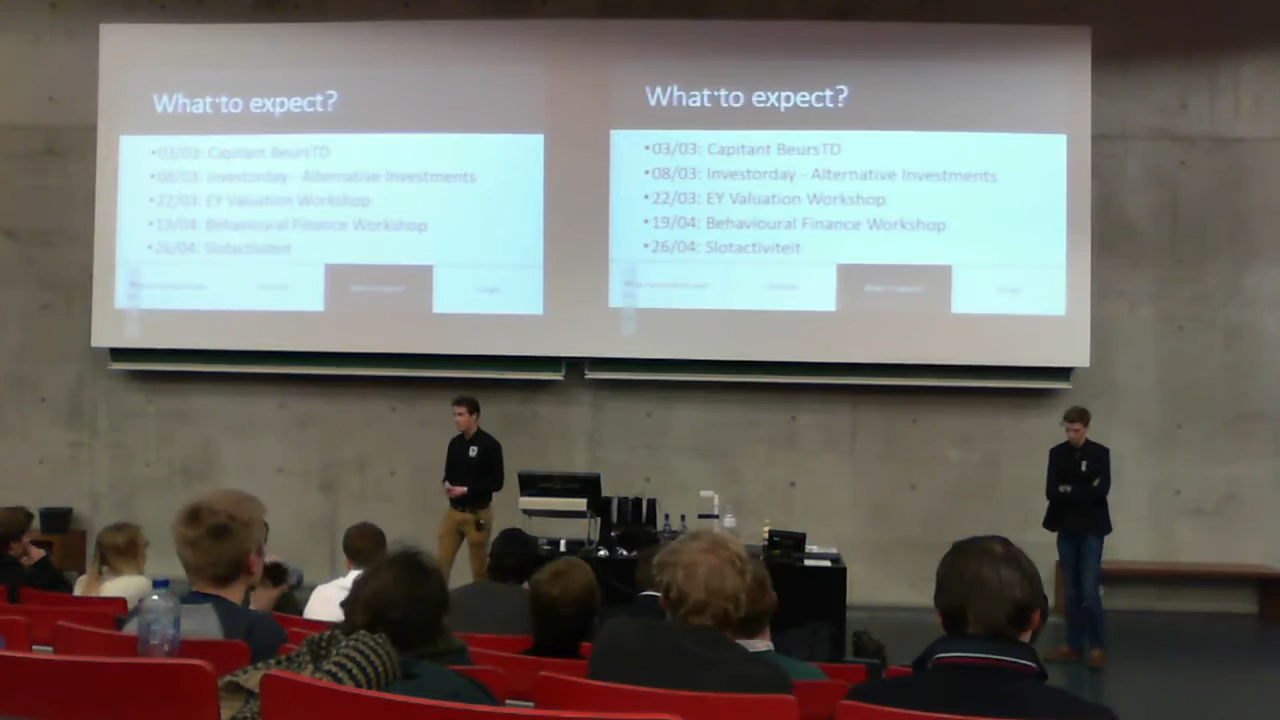 What to expect?
•03/03: Capitant BeursTD
•08/03: Investorday - Alternative Investments
•22/03: EY Valuation Workshop
•19/04: Behavioural Finance Workshop
•26/04: Slotactiviteit
What to expect?
•03/03: Capitant BeursTD
•08/03: Investorday - Alternative Investments
•22/03: EY Valuation Workshop
•19/04: Behavioural Finance Workshop
•26/04: Slotactiviteit